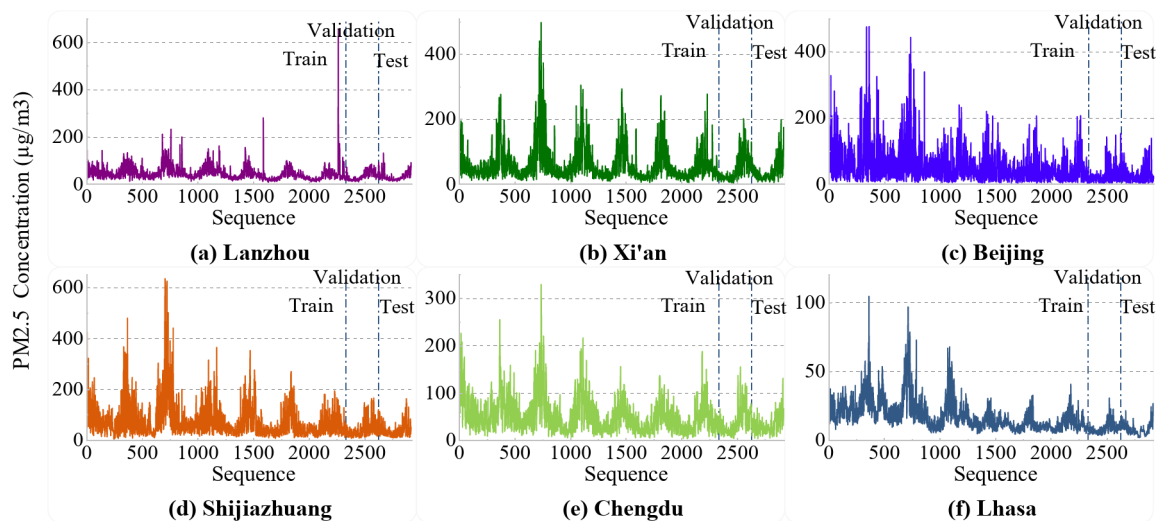 PM2.5 Concentration (μg/m3)
600
400
200
0
Validation
Train
Test
0 500 1000 1500 2000 2500
Sequence
(a) Lanzhou
400
200
0
Validation
Train
Test
0 500 1000 1500 2000 2500
Sequence
(b) Xi'an
400
200
0
Validation
Train
Test
0 500 1000 1500 2000 2500
Sequence
(c) Beijing
600
400
200
0
Validation
Train
Test
0 500 1000 1500 2000 2500
Sequence
(d) Shijiazhuang
300
200
100
0
Validation
Train
Test
0 500 1000 1500 2000 2500
Sequence
(e) Chengdu
100
50
0
Validation
Train
Test
0 500 1000 1500 2000 2500
Sequence
(f) Lhasa